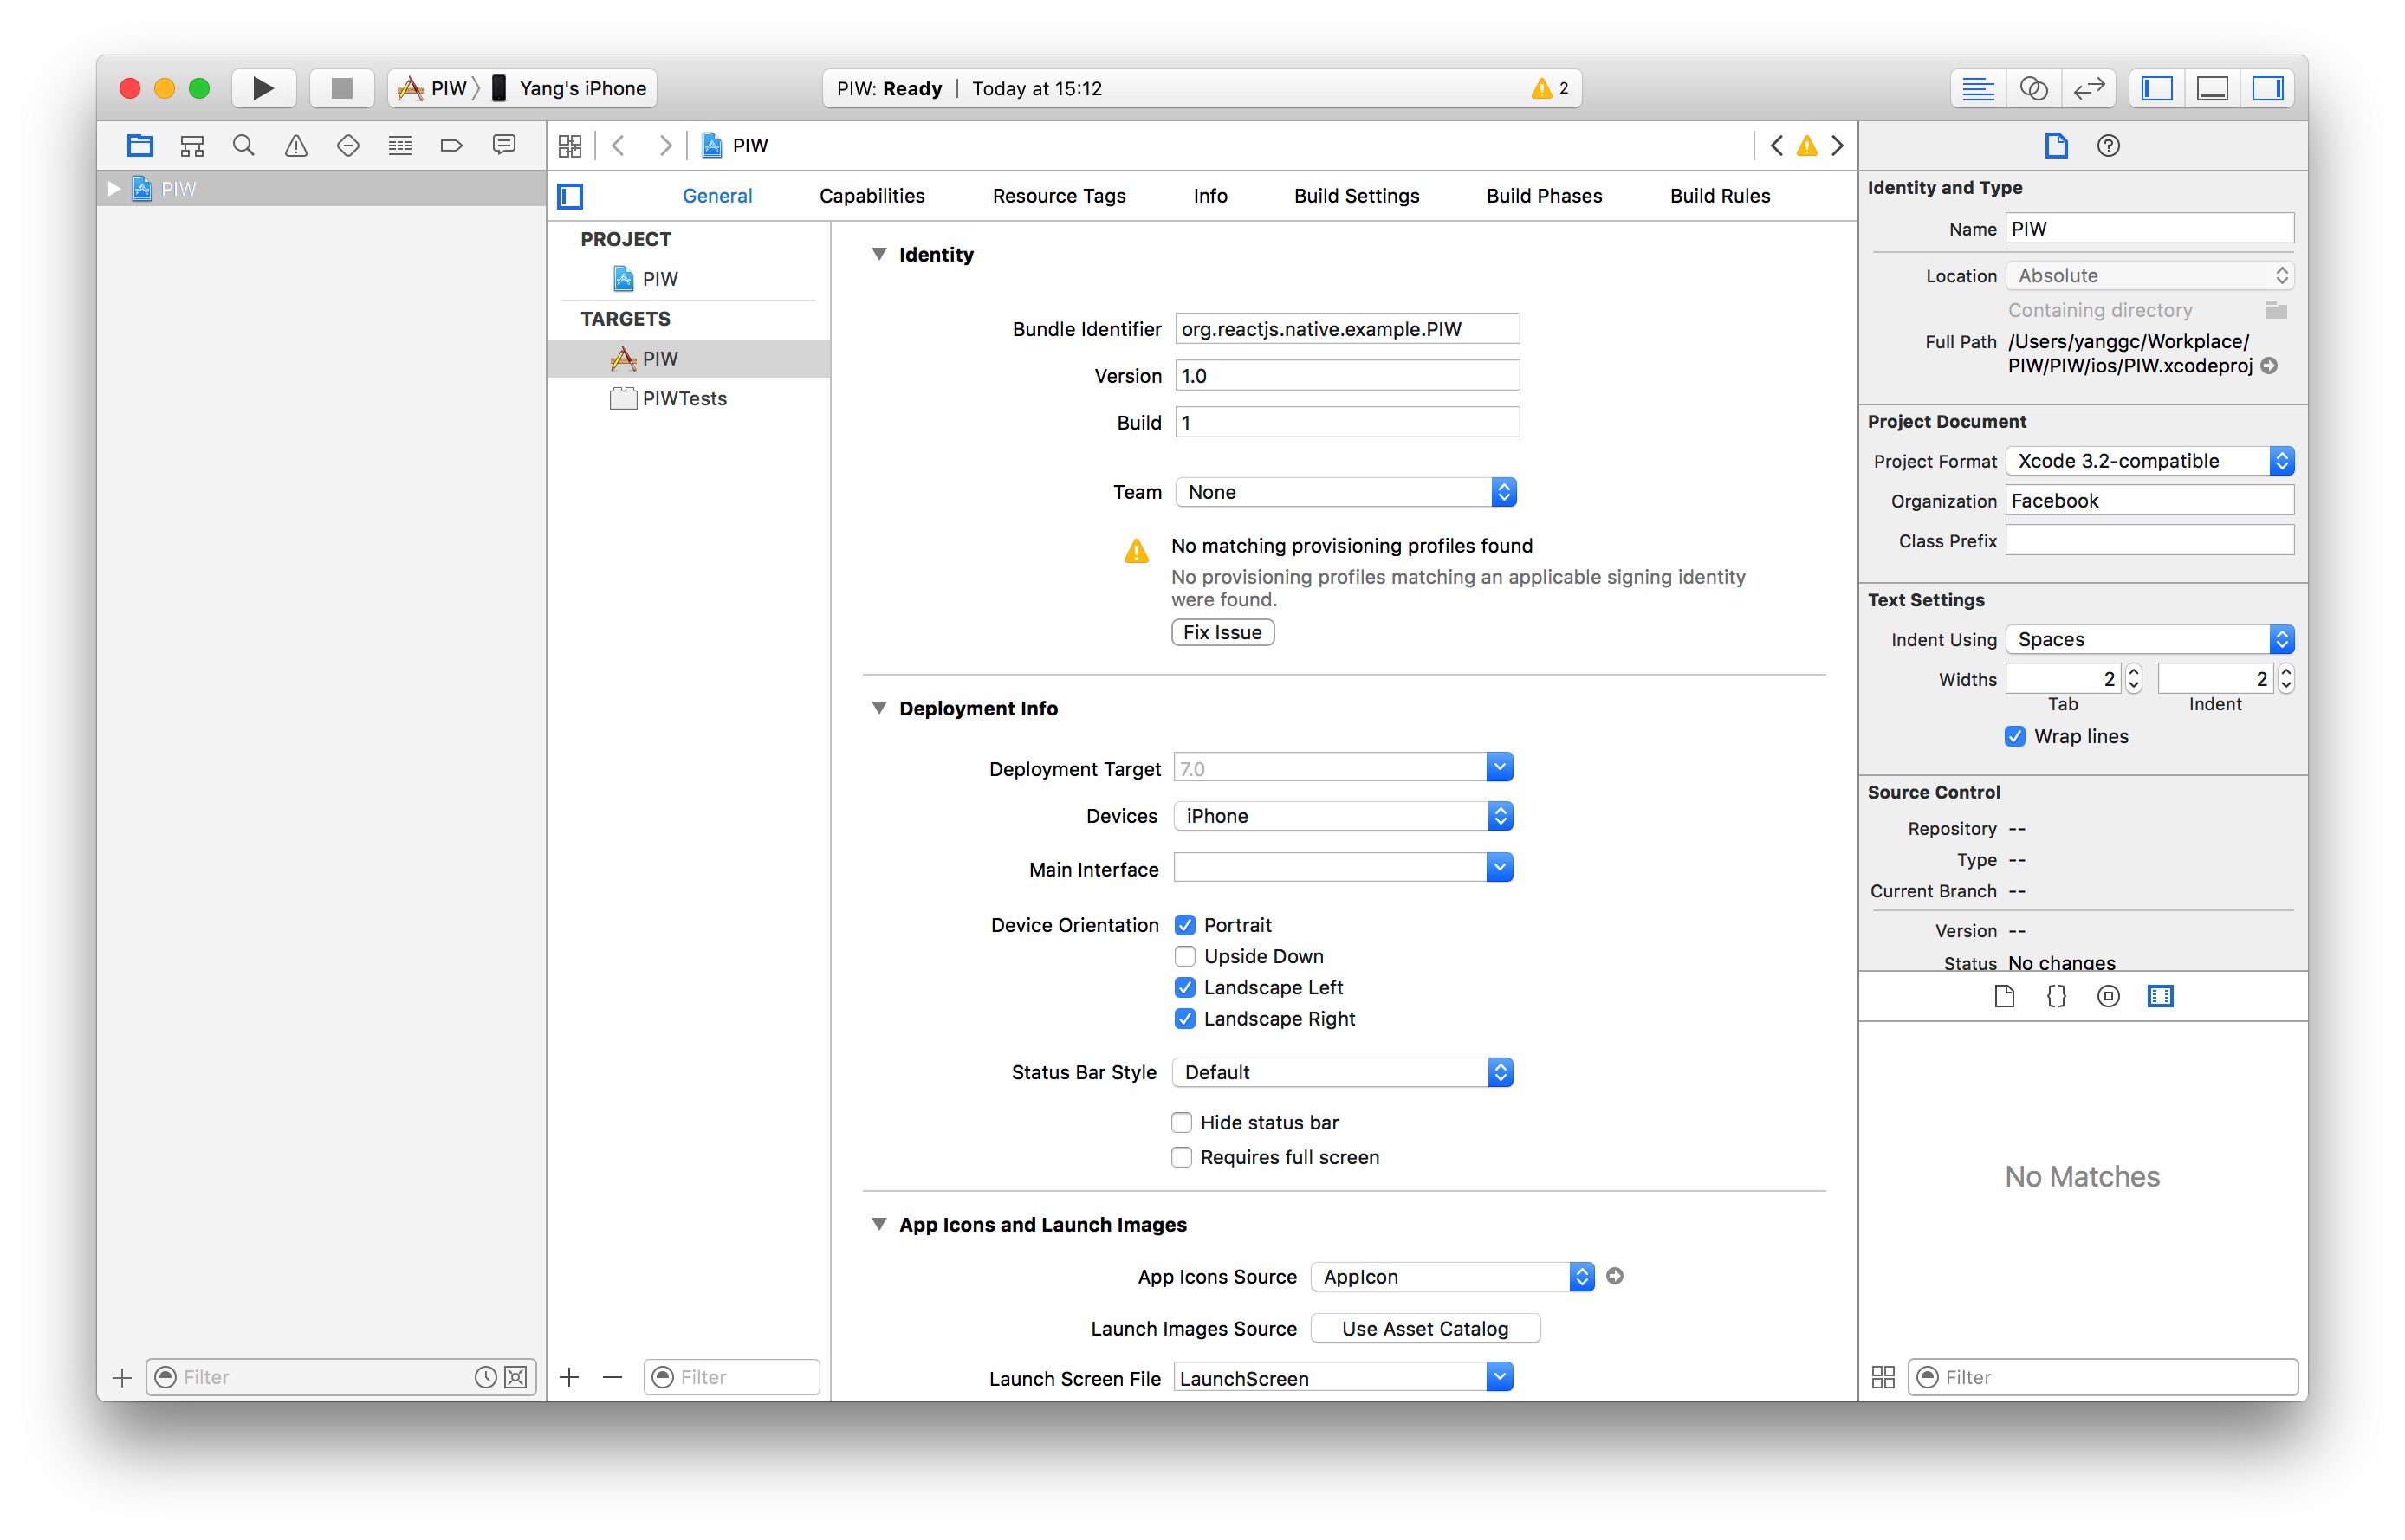 PIW Yang's iPhone
PIW: Ready | Today at 15:12
2
PIW
PIW
General Capabilities Resource Tags Info Build Settings Build Phases Build Rules
PROJECT
PIW
TARGETS
PIW
PIWTests
Identity
Bundle Identifier org.reactjs.native.example.PIW
Version 1.0
Build 1
Team None
No matching provisioning profiles found
No provisioning profiles matching an applicable signing identity
were found.
Fix Issue
Deployment Info
Deployment Target 7.0
Devices iPhone
Main Interface
Device Orientation Portrait
Upside Down
Landscape Left
Landscape Right
Status Bar Style Default
Hide status bar
Requires full screen
App Icons and Launch Images
App Icons Source AppIcon
Launch Images Source Use Asset Catalog
Launch Screen File LaunchScreen
Filter
Filter
Identity and Type
Name PIW
Location Absolute
Containing directory
Full Path /Users/yanggc/Workplace/
PIW/PIW/ios/PIW.xcodeproj
Project Document
Project Format Xcode 3.2-compatible
Organization Facebook
Class Prefix
Text Settings
Indent Using Spaces
Widths 2 2
Tab Indent
Wrap lines
Source Control
Repository --
Type --
Current Branch --
Version --
Status No changes
No Matches
Filter